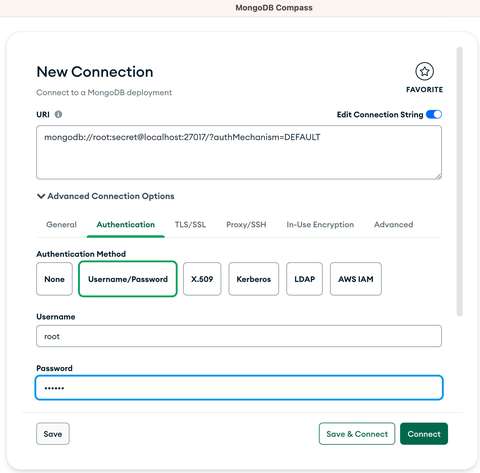 MongoDB Compass
New Connection
Connect to a MongoDB deployment
FAVORITE
URI
Edit Connection String
mongodb://root:secret@localhost:27017/?authMechanism=DEFAULT
Advanced Connection Options
General Authentication TLS/SSL Proxy/SSH In-Use Encryption Advanced
Authentication Method
None Username/Password X.509 Kerberos LDAP AWS IAM
Username
root
Password
••••••
Save Save & Connect Connect